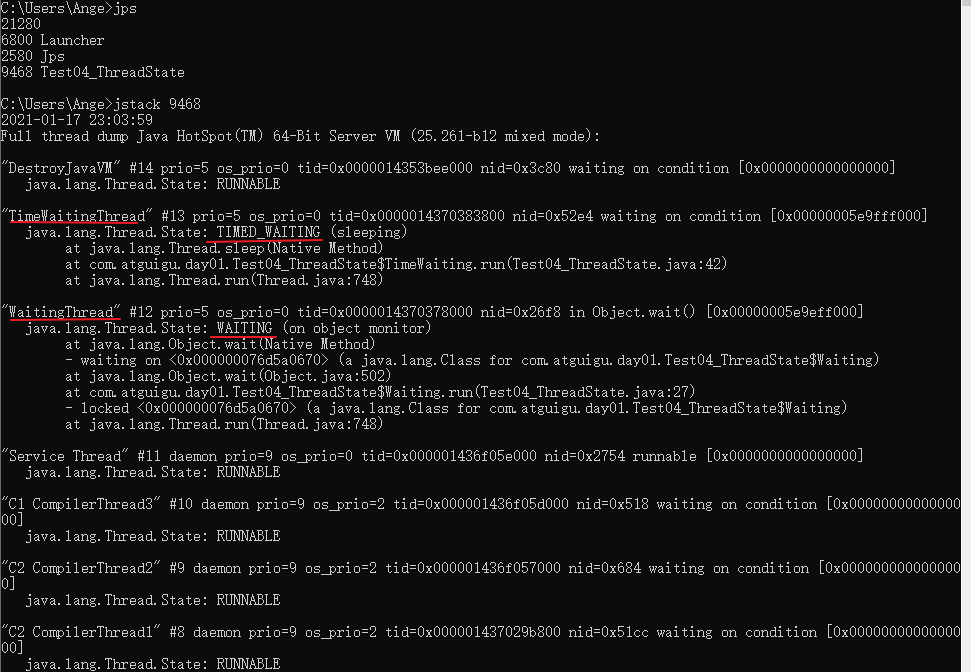 C:\Users\Ange>jps
21280
6800 Launcher
2580 Jps
9468 Test04_ThreadState
C:\Users\Ange>jstack 9468
2021-01-17 23:03:59
Full thread dump Java HotSpot(TM) 64-Bit Server VM (25.261-b12 mixed mode):
"DestroyJavaVM" #14 prio=5 os_prio=0 tid=0x0000014353bee000 nid=0x3c80 waiting on condition [0x0000000000000000]
java.lang.Thread.State: RUNNABLE
"TimeWaitingThread" #13 prio=5 os_prio=0 tid=0x0000014370383800 nid=0x52e4 waiting on condition [0x00000005e9fff000]
java.lang.Thread.State: TIMED_WAITING (sleeping)
at java.lang.Thread.sleep(Native Method)
at com.atguigu.day01.Test04_ThreadState$TimeWaiting.run(Test04_ThreadState.java:42)
at java.lang.Thread.run(Thread.java:748)
"WaitingThread" #12 prio=5 os_prio=0 tid=0x0000014370378000 nid=0x26f8 in Object.wait() [0x00000005e9eff000]
java.lang.Thread.State: WAITING (on object monitor)
at java.lang.Object.wait(Native Method)
- waiting on <0x000000076d5a0670> (a java.lang.Class for com.atguigu.day01.Test04_ThreadState$Waiting)
at java.lang.Object.wait(Object.java:502)
at com.atguigu.day01.Test04_ThreadState$Waiting.run(Test04_ThreadState.java:27)
- locked <0x000000076d5a0670> (a java.lang.Class for com.atguigu.day01.Test04_ThreadState$Waiting)
at java.lang.Thread.run(Thread.java:748)
"Service Thread" #11 daemon prio=9 os_prio=0 tid=0x000001436f05e000 nid=0x2754 runnable [0x0000000000000000]
java.lang.Thread.State: RUNNABLE
"C1 CompilerThread3" #10 daemon prio=9 os_prio=2 tid=0x000001436f05d000 nid=0x518 waiting on condition [0x00000000000000
00]
java.lang.Thread.State: RUNNABLE
"C2 CompilerThread2" #9 daemon prio=9 os_prio=2 tid=0x000001436f057000 nid=0x684 waiting on condition [0x000000000000000
0]
java.lang.Thread.State: RUNNABLE
"C2 CompilerThread1" #8 daemon prio=9 os_prio=2 tid=0x000001437029b800 nid=0x51cc waiting on condition [0x00000000000000
00]
java.lang.Thread.State: RUNNABLE